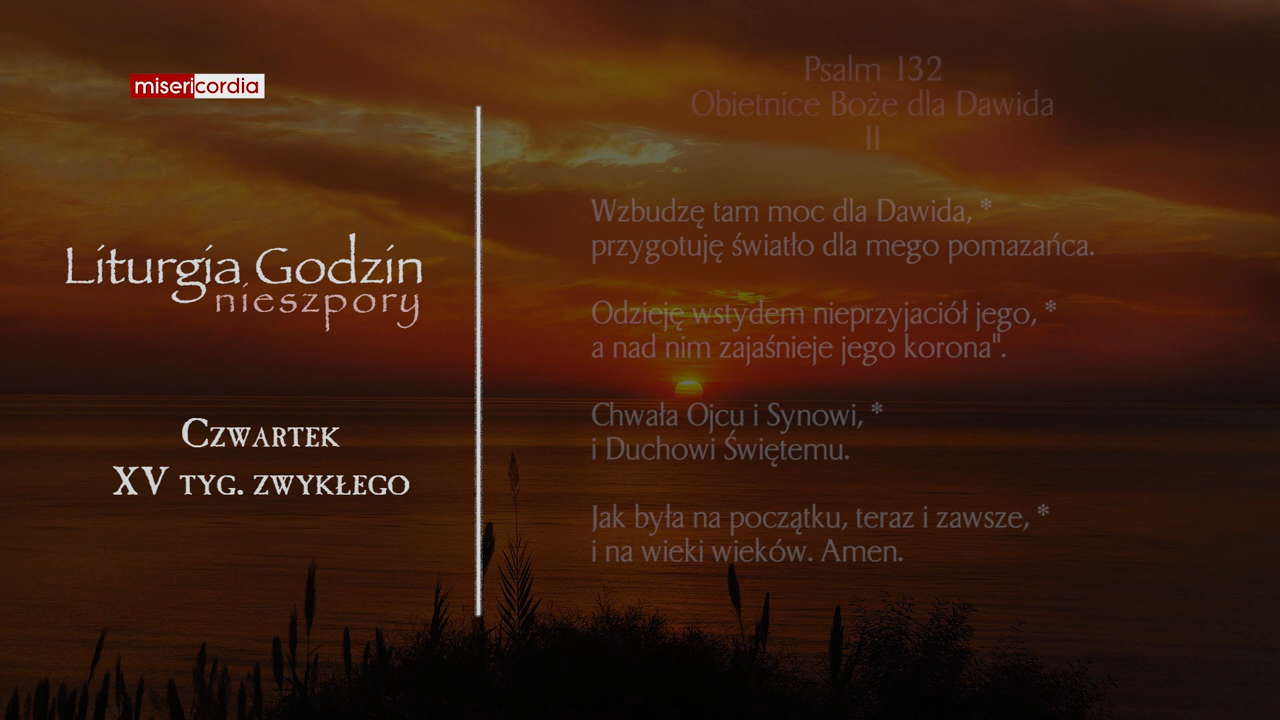 misericordia
Liturgia Godzin
nieszpory
Czwartek
XV tyg. zwykłego
Psalm 132
Obietnice Boże dla Dawida
II
Wzbudzę tam moc dla Dawida, *
przygotuję światło dla mego pomazańca.
Odzieję wstydem nieprzyjaciół jego, *
a nad nim zajaśnieje jego korona".
Chwała Ojcu i Synowi, *
i Duchowi Świętemu.
Jak była na początku, teraz i zawsze, *
i na wieki wieków. Amen.